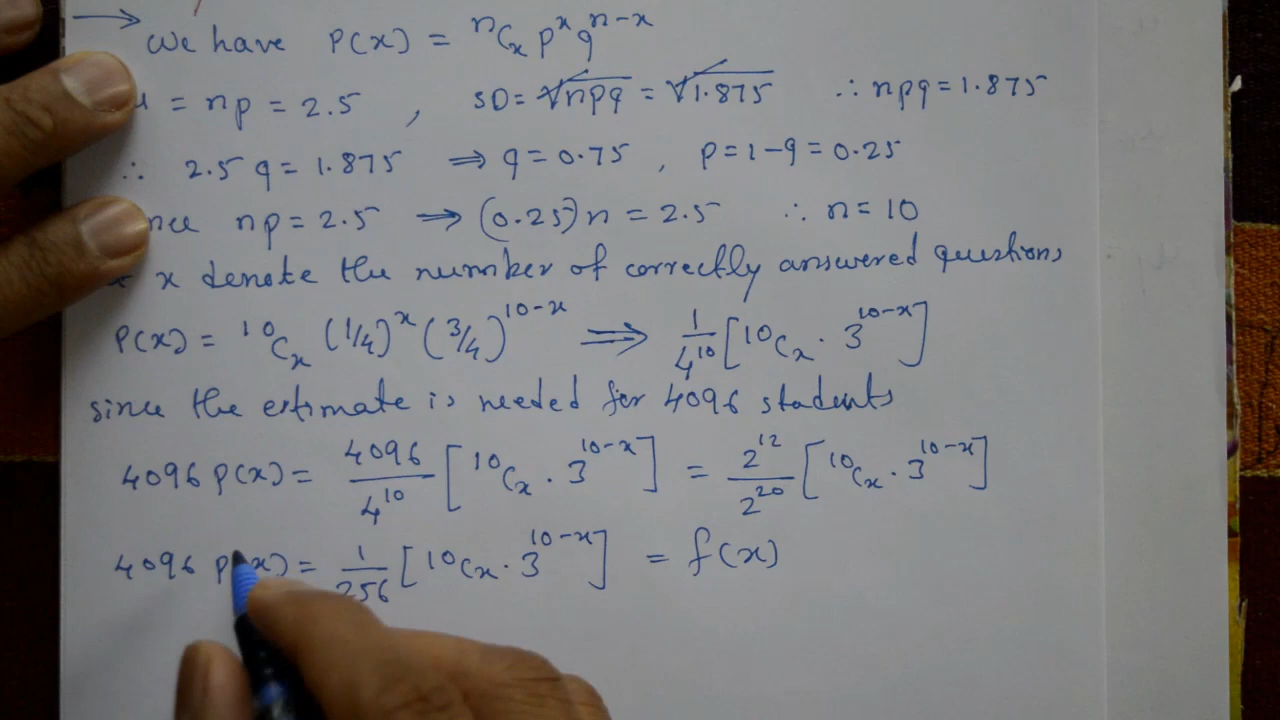 → We have P(x) = ⁿCₓ pˣ qⁿ⁻ˣ
= np = 2.5 , SD = √npq = √1.875 ∴ npq = 1.875
∴ 2.5 q = 1.875 ⇒ q = 0.75 , p = 1-q = 0.25
np = 2.5 ⇒ (0.25)n = 2.5 ∴ n = 10
x denote the number of correctly answered questions
P(x) = ¹⁰Cₓ (1/4)ˣ (3/4)¹⁰⁻ˣ ⇒ 1/4¹⁰ [¹⁰Cₓ . 3¹⁰⁻ˣ]
since the estimate is needed for 4096 students
4096 P(x) = 4096/4¹⁰ [¹⁰Cₓ . 3¹⁰⁻ˣ] = 2¹²/2²⁰ [¹⁰Cₓ . 3¹⁰⁻ˣ]
4096 P(x) = 1/256 [¹⁰Cₓ . 3¹⁰⁻ˣ] = f(x)